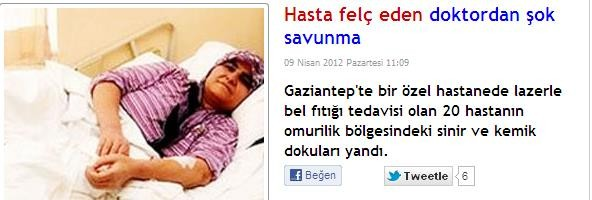 Hasta felç eden doktordan şok
savunma
09 Nisan 2012 Pazartesi 11:09
Gaziantep'te bir özel hastanede lazerle
bel fıtığı tedavisi olan 20 hastanın
omurilik bölgesindeki sinir ve kemik
dokuları yandı.
Beğen Tweetle 6